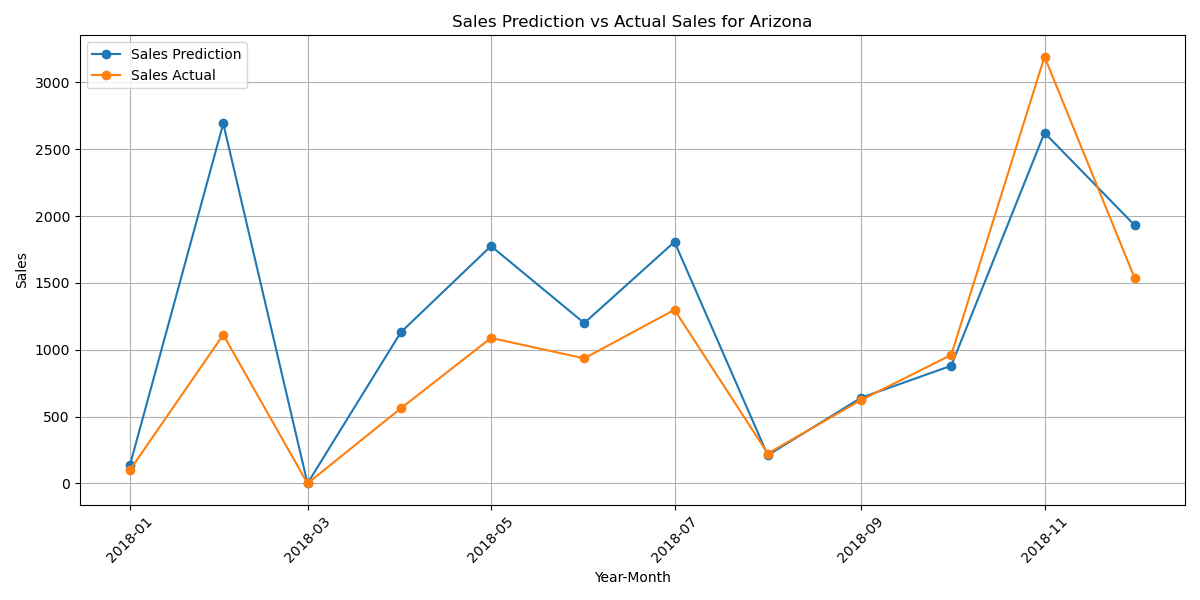 Sales Prediction vs Actual Sales for Arizona
Sales Prediction
Sales Actual
3000
2500
2000
1500
1000
500
0
Sales
2018-01
2018-03
2018-05
2018-07
2018-09
2018-11
Year-Month